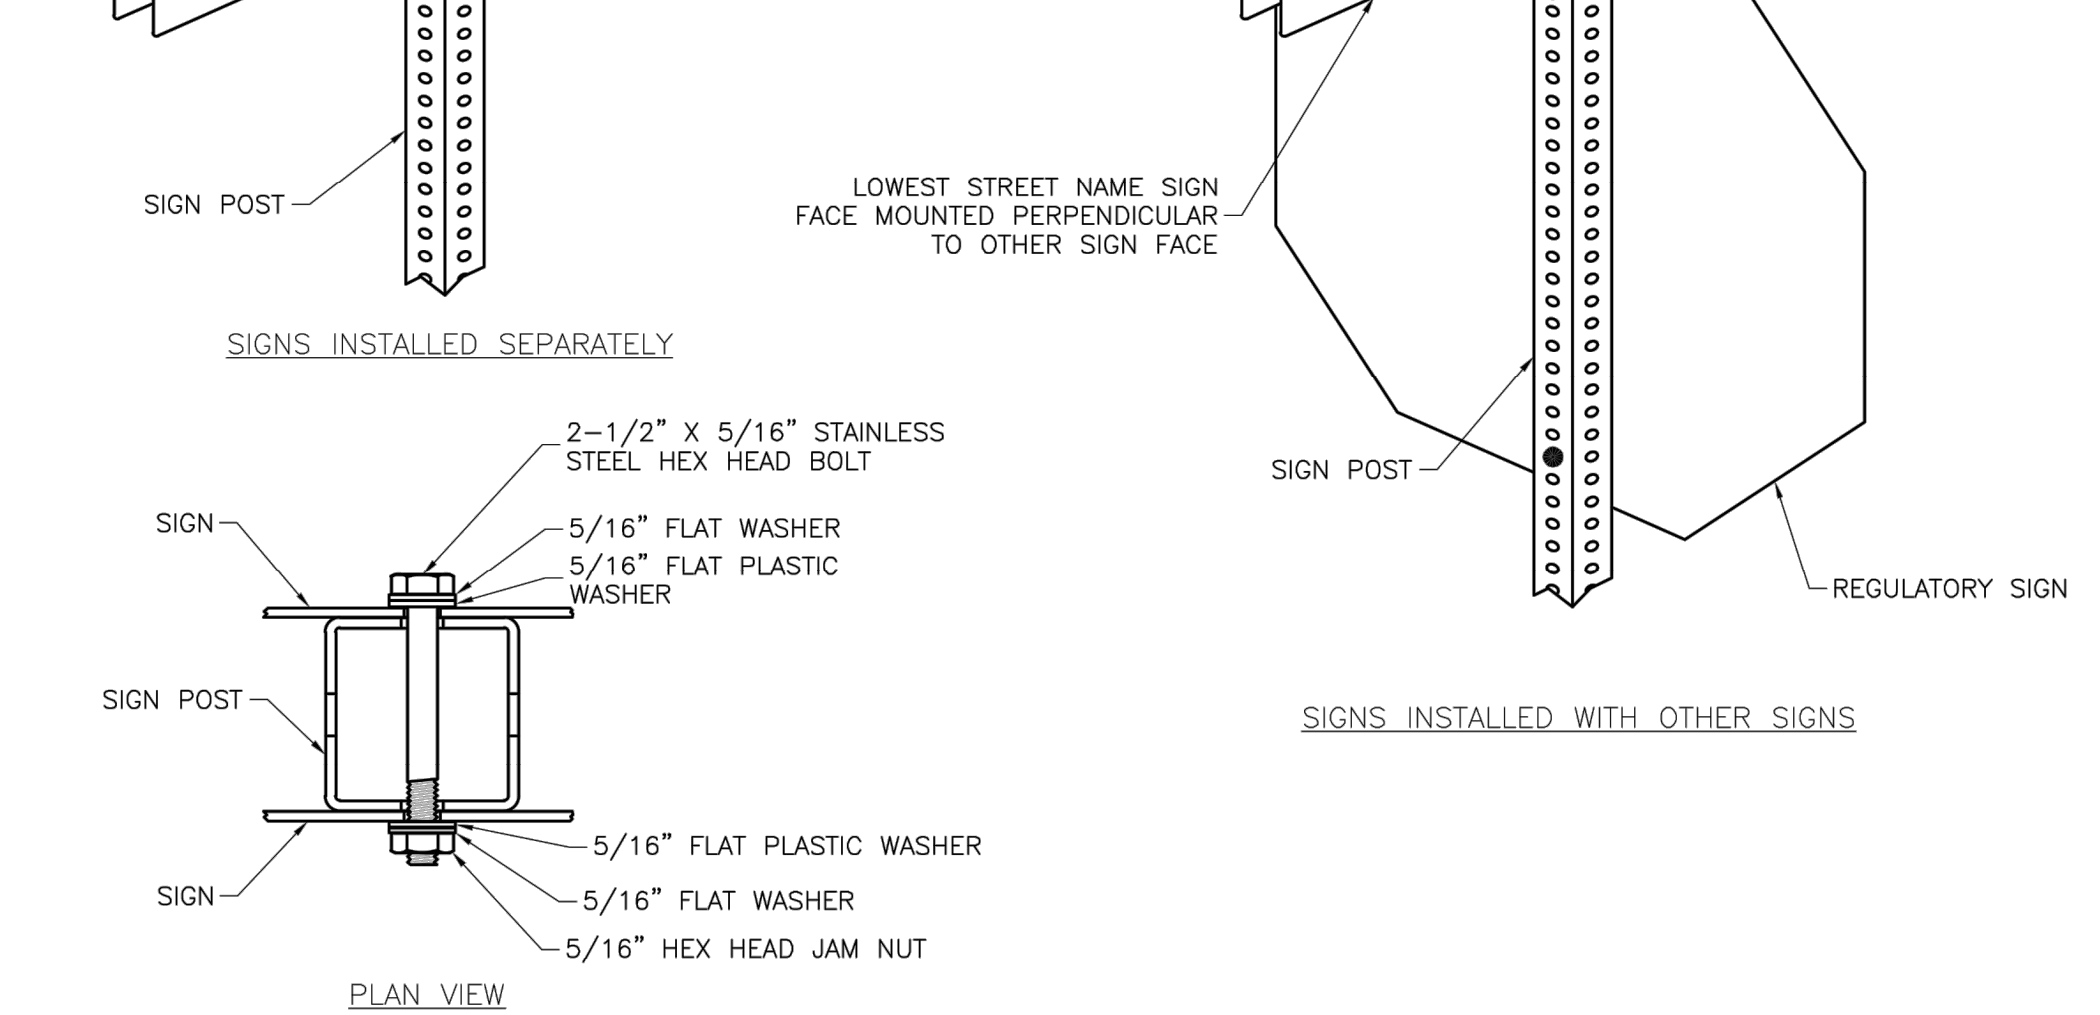 SIGN POST
SIGNS INSTALLED SEPARATELY
LOWEST STREET NAME SIGN
FACE MOUNTED PERPENDICULAR
TO OTHER SIGN FACE
SIGN POST
REGULATORY SIGN
SIGNS INSTALLED WITH OTHER SIGNS
2-1/2” X 5/16” STAINLESS
STEEL HEX HEAD BOLT
SIGN
5/16” FLAT WASHER
5/16” FLAT PLASTIC
WASHER
SIGN POST
5/16” FLAT PLASTIC WASHER
SIGN
5/16” FLAT WASHER
5/16” HEX HEAD JAM NUT
PLAN VIEW